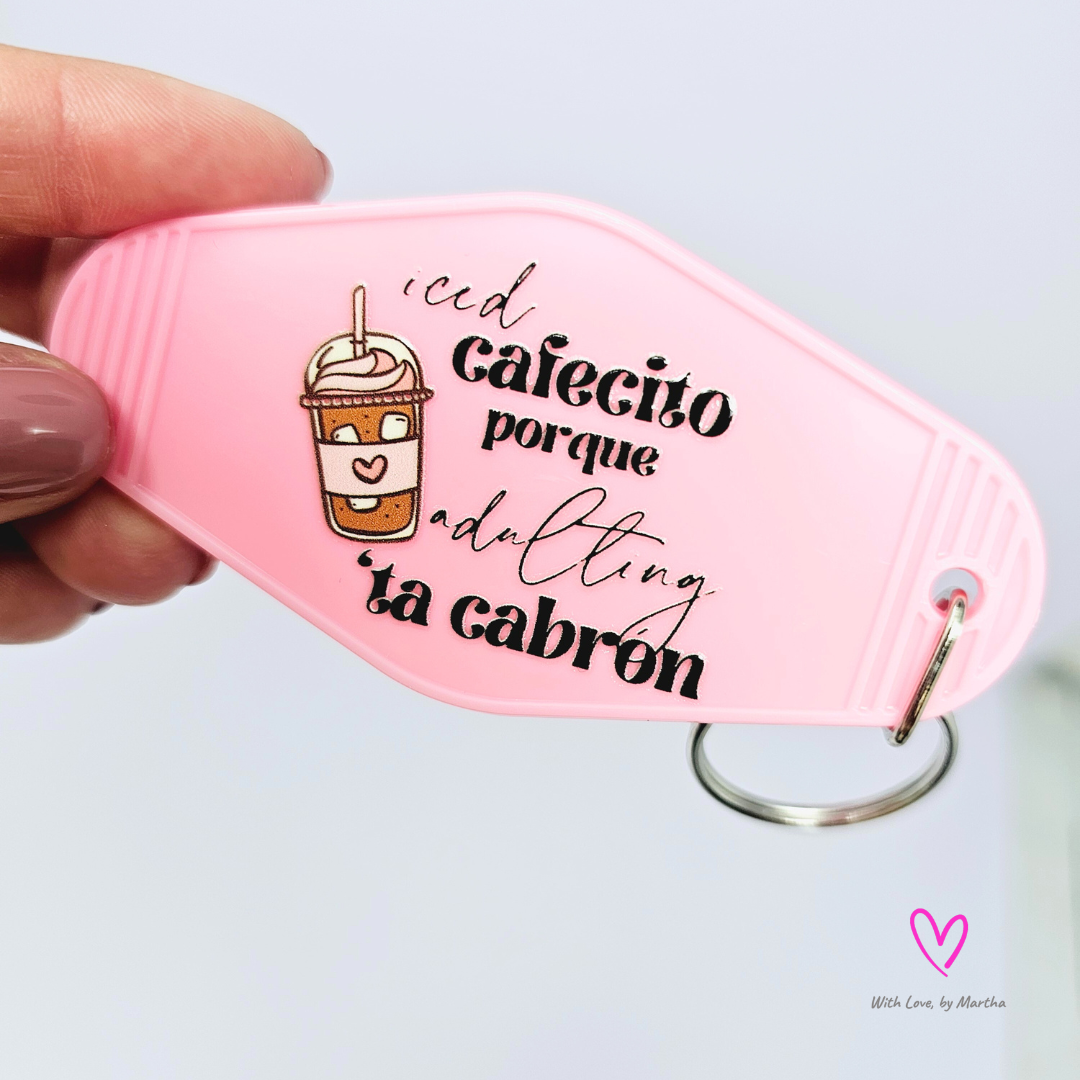 iced
cafecito
porque
adulting
‘ta cabrón
With Love, by Martha